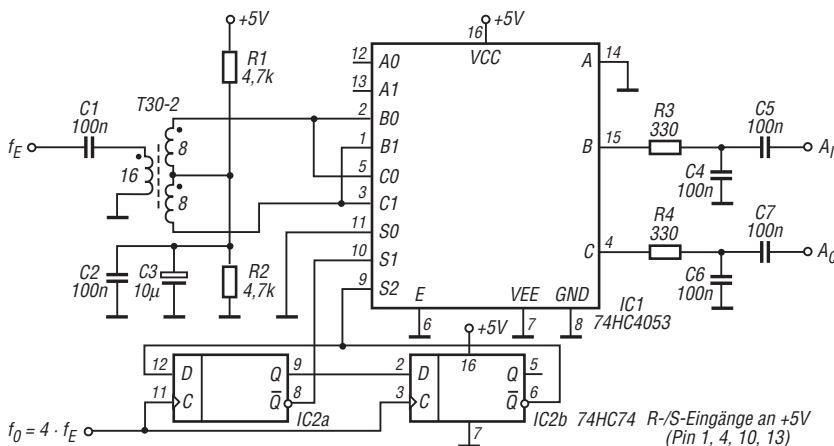 +5V
R1
4,7k
C1
100n
T30-2
f_E
16
8
8
C2
100n
C3
10µ
R2
4,7k
+5V
16
VCC
12 A0
13 A1
2 B0
1 B1
5 C0
3 C1
11 S0
10 S1
9 S2
E
6
VEE
7
GND
8
A 14
B 15
C 4
IC1
74HC4053
R3
330
C5
100n
A_I
C4
100n
R4
330
C7
100n
A_Q
C6
100n
12 D
11 C
Q 9
Q̅ 8
IC2a
+5V
16
2 D
3 C
Q 5
Q̅ 6
7
IC2b 74HC74
R-/S-Eingänge an +5V
(Pin 1, 4, 10, 13)
f_0 = 4 · f_E